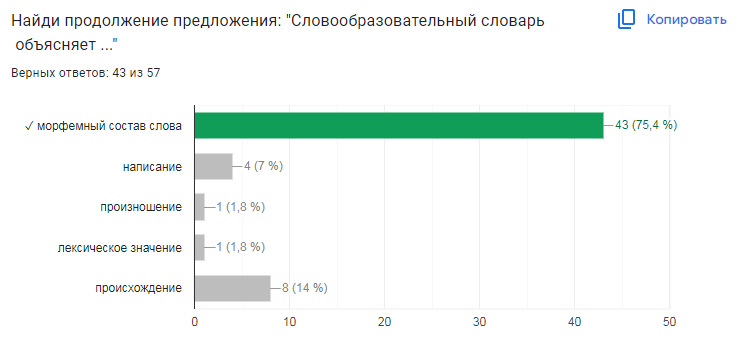 Найди продолжение предложения: "Словообразовательный словарь
объясняет ..."
Копировать
Верных ответов: 43 из 57
✓ морфемный состав слова
43 (75,4 %)
написание
4 (7 %)
произношение
1 (1,8 %)
лексическое значение
1 (1,8 %)
происхождение
8 (14 %)
0 10 20 30 40 50